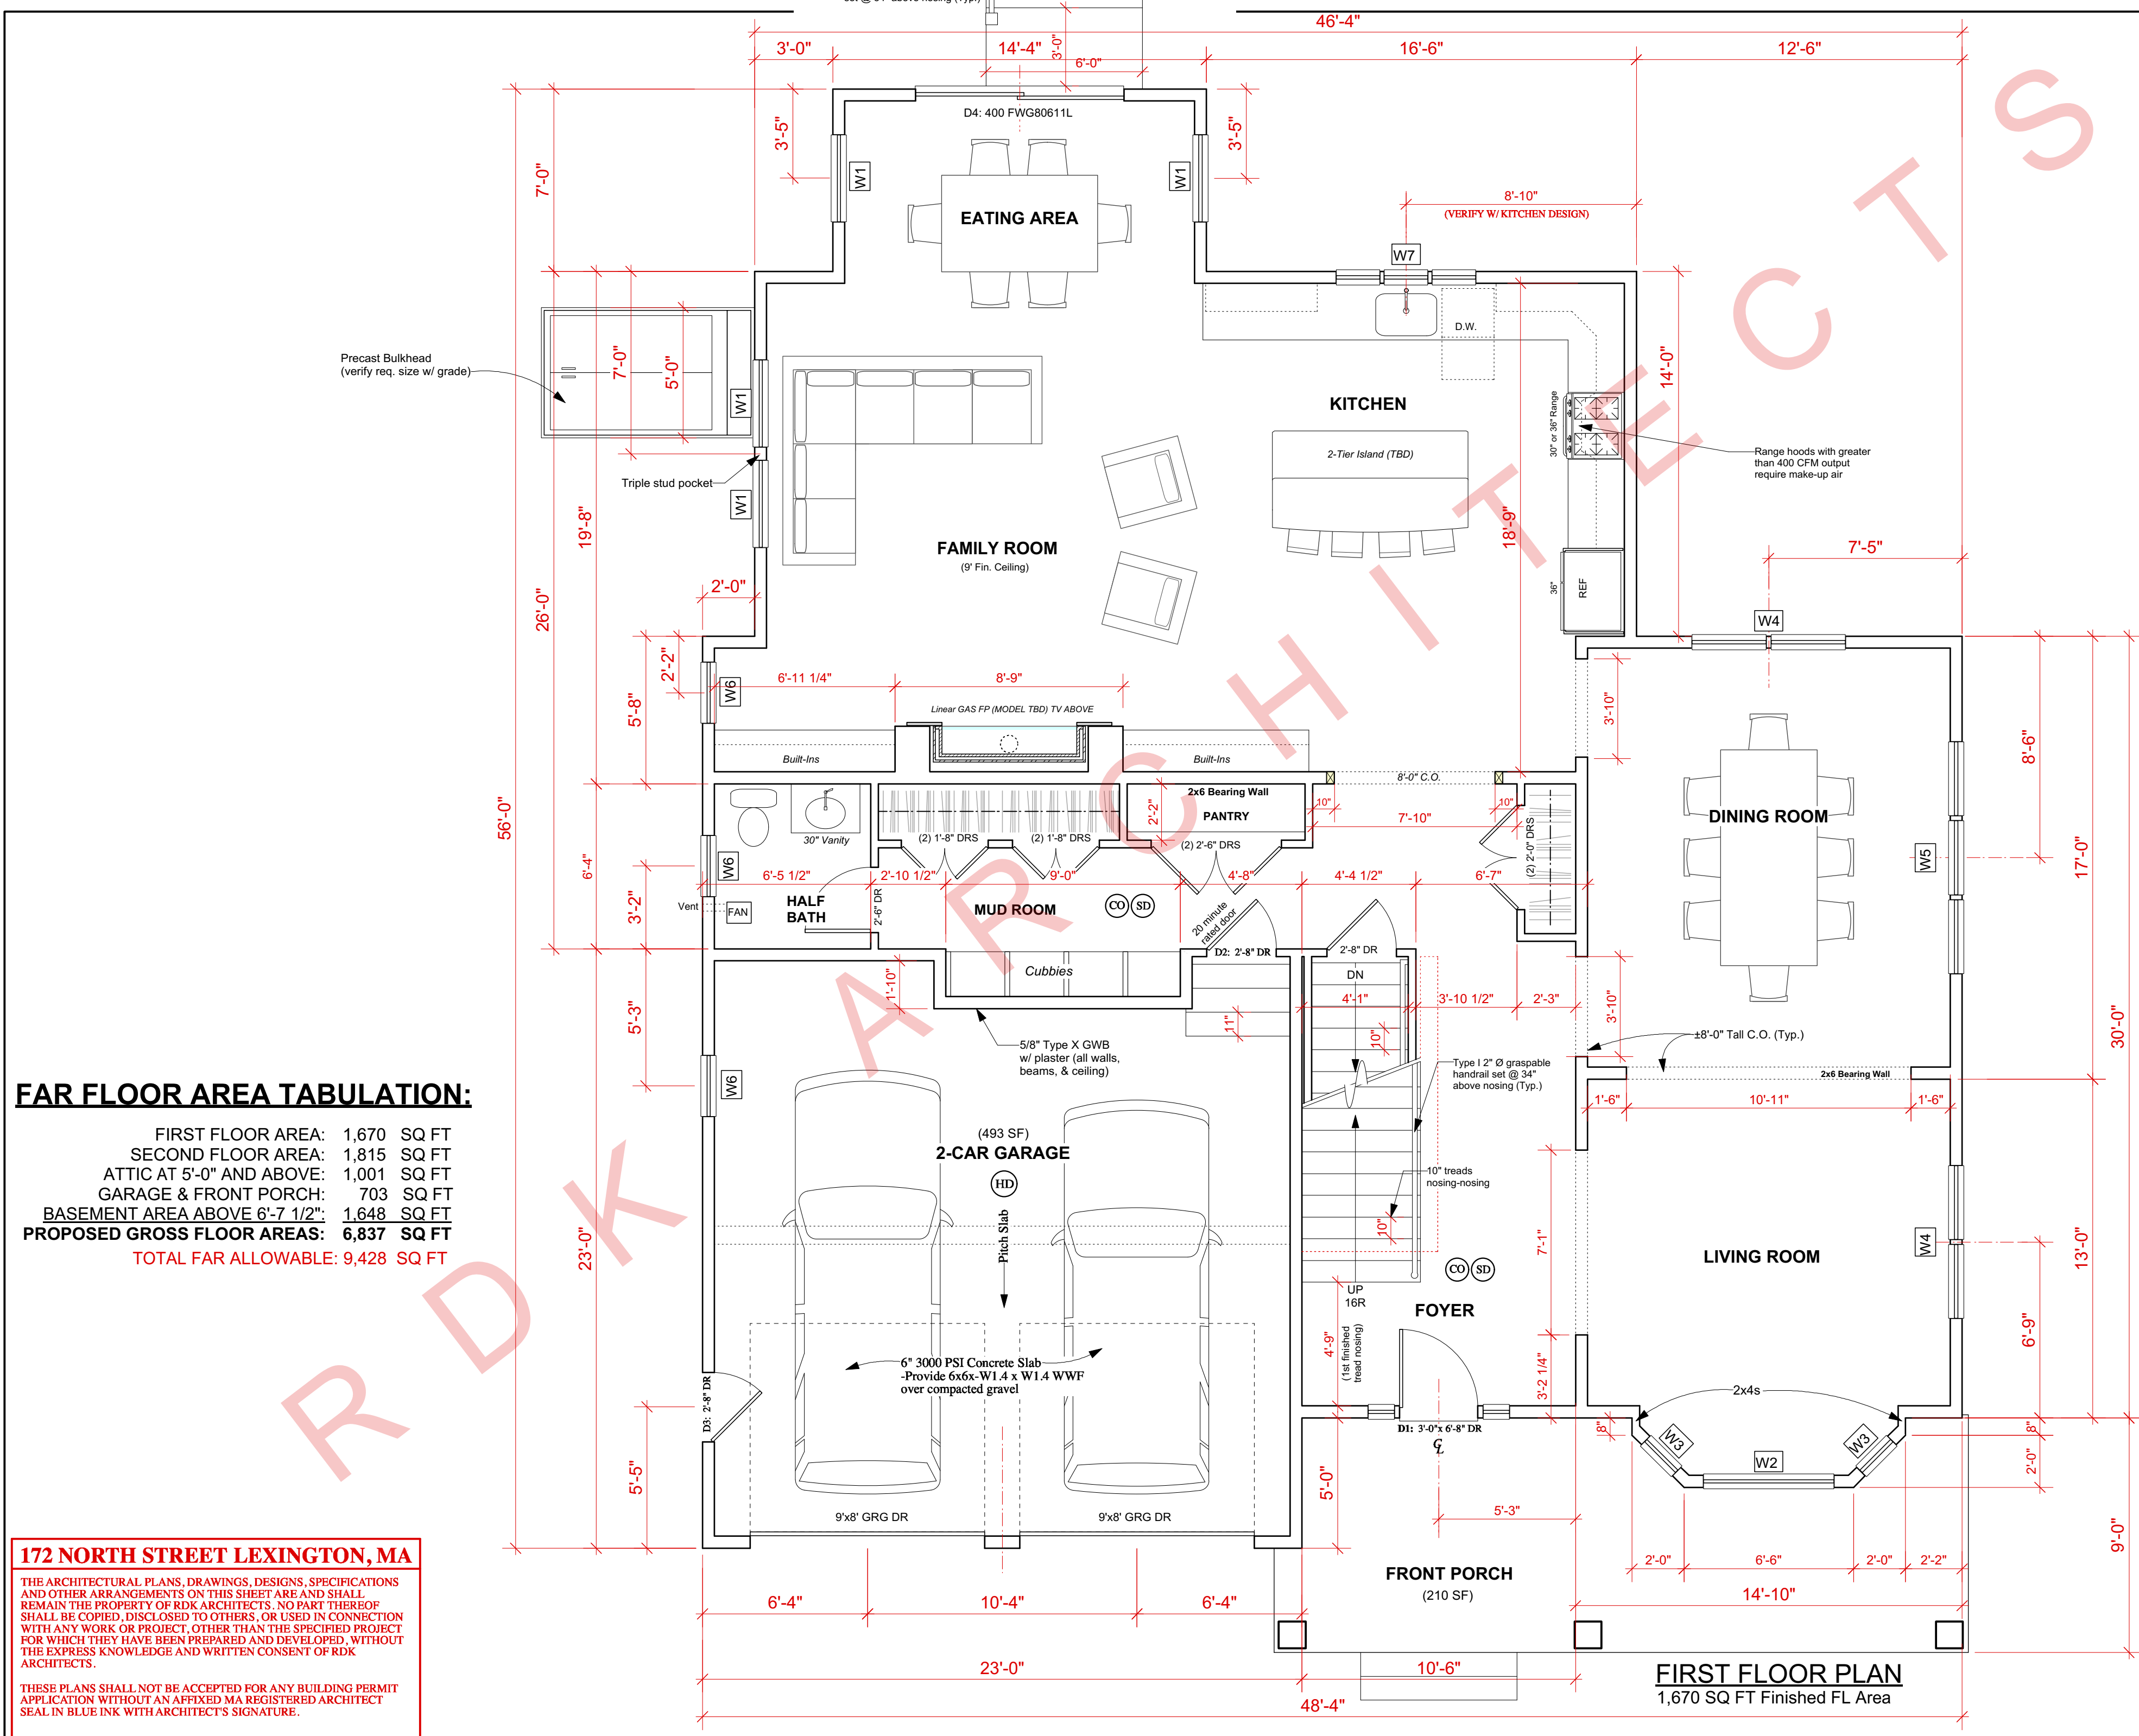 46'-4"
3'-0"
14'-4"
16'-6"
12'-6"
3'-0"
6'-0"
D4: 400 FWG80611L
3'-5"
3'-5"
7'-0"
W1
W1
EATING AREA
8'-10"
(VERIFY W/ KITCHEN DESIGN)
W7
D.W.
Precast Bulkhead
(verify req. size w/ grade)
7'-0"
5'-0"
14'-0"
W1
KITCHEN
30" or 36" Range
2-Tier Island (TBD)
Range hoods with greater
than 400 CFM output
require make-up air
Triple stud pocket
W1
19'-8"
18'-9"
FAMILY ROOM
(9' Fin. Ceiling)
7'-5"
26'-0"
2'-0"
36"
REF
W4
2'-2"
5'-8"
W6
6'-11 1/4"
8'-9"
3'-10"
Linear GAS FP (MODEL TBD) TV ABOVE
8'-6"
Built-Ins
Built-Ins
8'-0" C.O.
56'-0"
2x6 Bearing Wall
PANTRY
2'-2"
10"
10"
7'-10"
DINING ROOM
17'-0"
30" Vanity
(2) 1'-8" DRS
(2) 1'-8" DRS
(2) 2'-6" DRS
(2) 2'-0" DRS
6'-4"
W6
W5
6'-5 1/2"
2'-10 1/2"
9'-0"
4'-8"
4'-4 1/2"
6'-7"
3'-2"
Vent
FAN
HALF
BATH
2'-6" DR
MUD ROOM
CO
SD
20 minute
rated door
D2: 2'-8" DR
2'-8" DR
DN
Cubbies
1'-10"
4'-1"
3'-10 1/2"
2'-3"
3'-10"
5'-3"
11"
10"
±8'-0" Tall C.O. (Typ.)
30'-0"
5/8" Type X GWB
w/ plaster (all walls,
beams, & ceiling)
Type I 2" Ø graspable
handrail set @ 34"
above nosing (Typ.)
2x6 Bearing Wall
W6
1'-6"
10'-11"
1'-6"
FAR FLOOR AREA TABULATION:
FIRST FLOOR AREA: 1,670 SQ FT
SECOND FLOOR AREA: 1,815 SQ FT
ATTIC AT 5'-0" AND ABOVE: 1,001 SQ FT
GARAGE & FRONT PORCH: 703 SQ FT
BASEMENT AREA ABOVE 6'-7 1/2": 1,648 SQ FT
PROPOSED GROSS FLOOR AREAS: 6,837 SQ FT
TOTAL FAR ALLOWABLE: 9,428 SQ FT
(493 SF)
2-CAR GARAGE
HD
Pitch Slab
10" treads
nosing-nosing
10"
7'-1"
W4
13'-0"
LIVING ROOM
23'-0"
CO
SD
UP
16R
FOYER
4'-9"
(1st finished
tread nosing)
6'-9"
6" 3000 PSI Concrete Slab
-Provide 6x6x-W1.4 x W1.4 WWF
over compacted gravel
3'-2 1/4"
2x4s
D3: 2'-8" DR
D1: 3'-0"x 6'-8" DR
CL
8"
8"
W3
W3
W2
2'-0"
5'-5"
5'-0"
9'x8' GRG DR
9'x8' GRG DR
5'-3"
9'-0"
2'-0"
6'-6"
2'-0"
2'-2"
FRONT PORCH
(210 SF)
14'-10"
6'-4"
10'-4"
6'-4"
23'-0"
10'-6"
48'-4"
FIRST FLOOR PLAN
1,670 SQ FT Finished FL Area
172 NORTH STREET LEXINGTON, MA
THE ARCHITECTURAL PLANS, DRAWINGS, DESIGNS, SPECIFICATIONS
AND OTHER ARRANGEMENTS ON THIS SHEET ARE AND SHALL
REMAIN THE PROPERTY OF RDK ARCHITECTS. NO PART THEREOF
SHALL BE COPIED, DISCLOSED TO OTHERS, OR USED IN CONNECTION
WITH ANY WORK OR PROJECT, OTHER THAN THE SPECIFIED PROJECT
FOR WHICH THEY HAVE BEEN PREPARED AND DEVELOPED, WITHOUT
THE EXPRESS KNOWLEDGE AND WRITTEN CONSENT OF RDK
ARCHITECTS.
THESE PLANS SHALL NOT BE ACCEPTED FOR ANY BUILDING PERMIT
APPLICATION WITHOUT AN AFFIXED MA REGISTERED ARCHITECT
SEAL IN BLUE INK WITH ARCHITECT'S SIGNATURE.
RDK ARCHITECTS